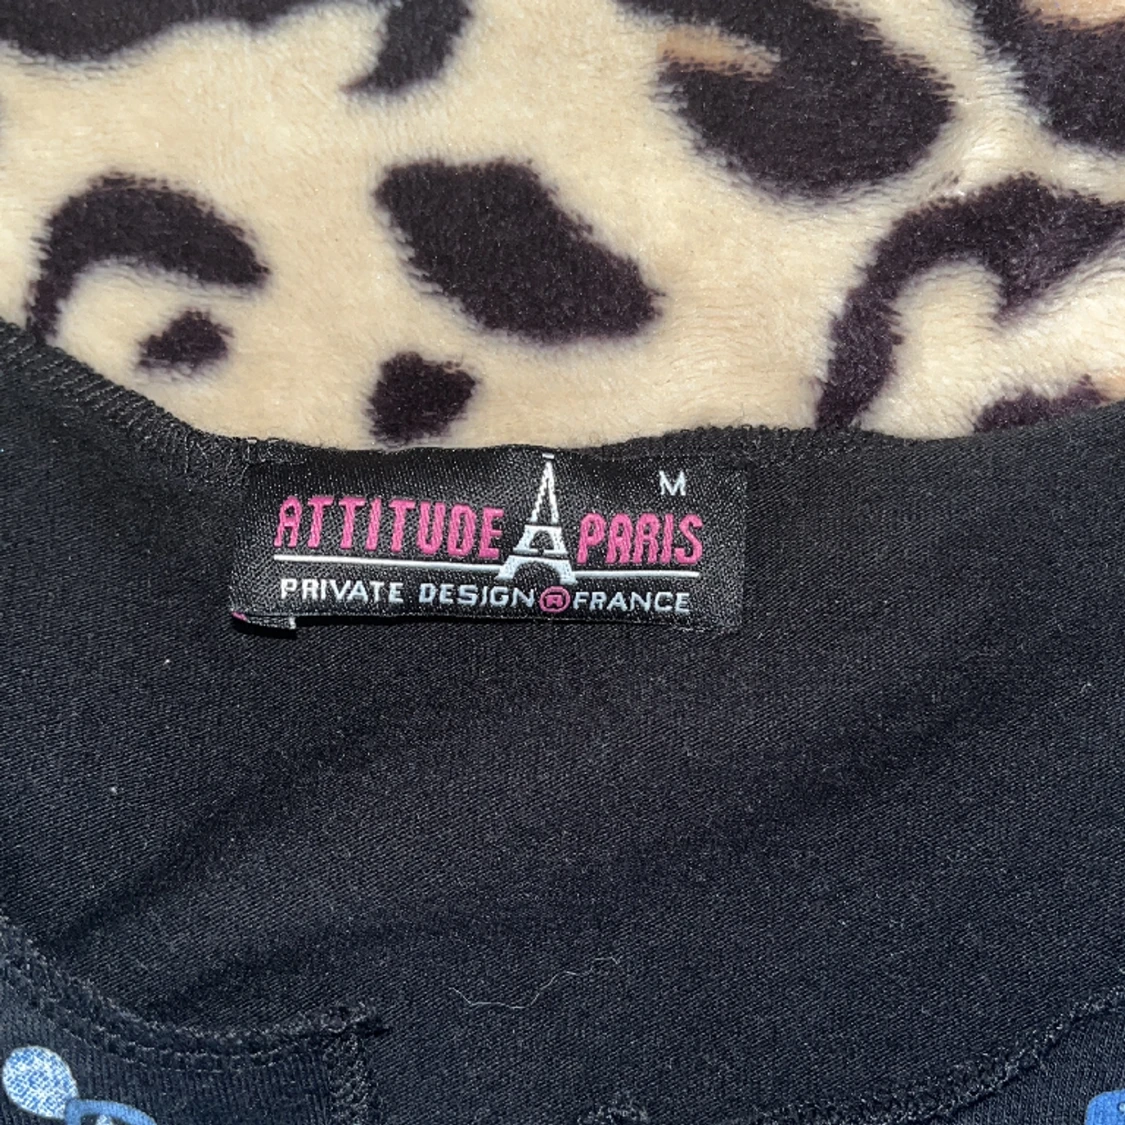 M
ATTITUDE PARIS
PRIVATE DESIGN ® FRANCE